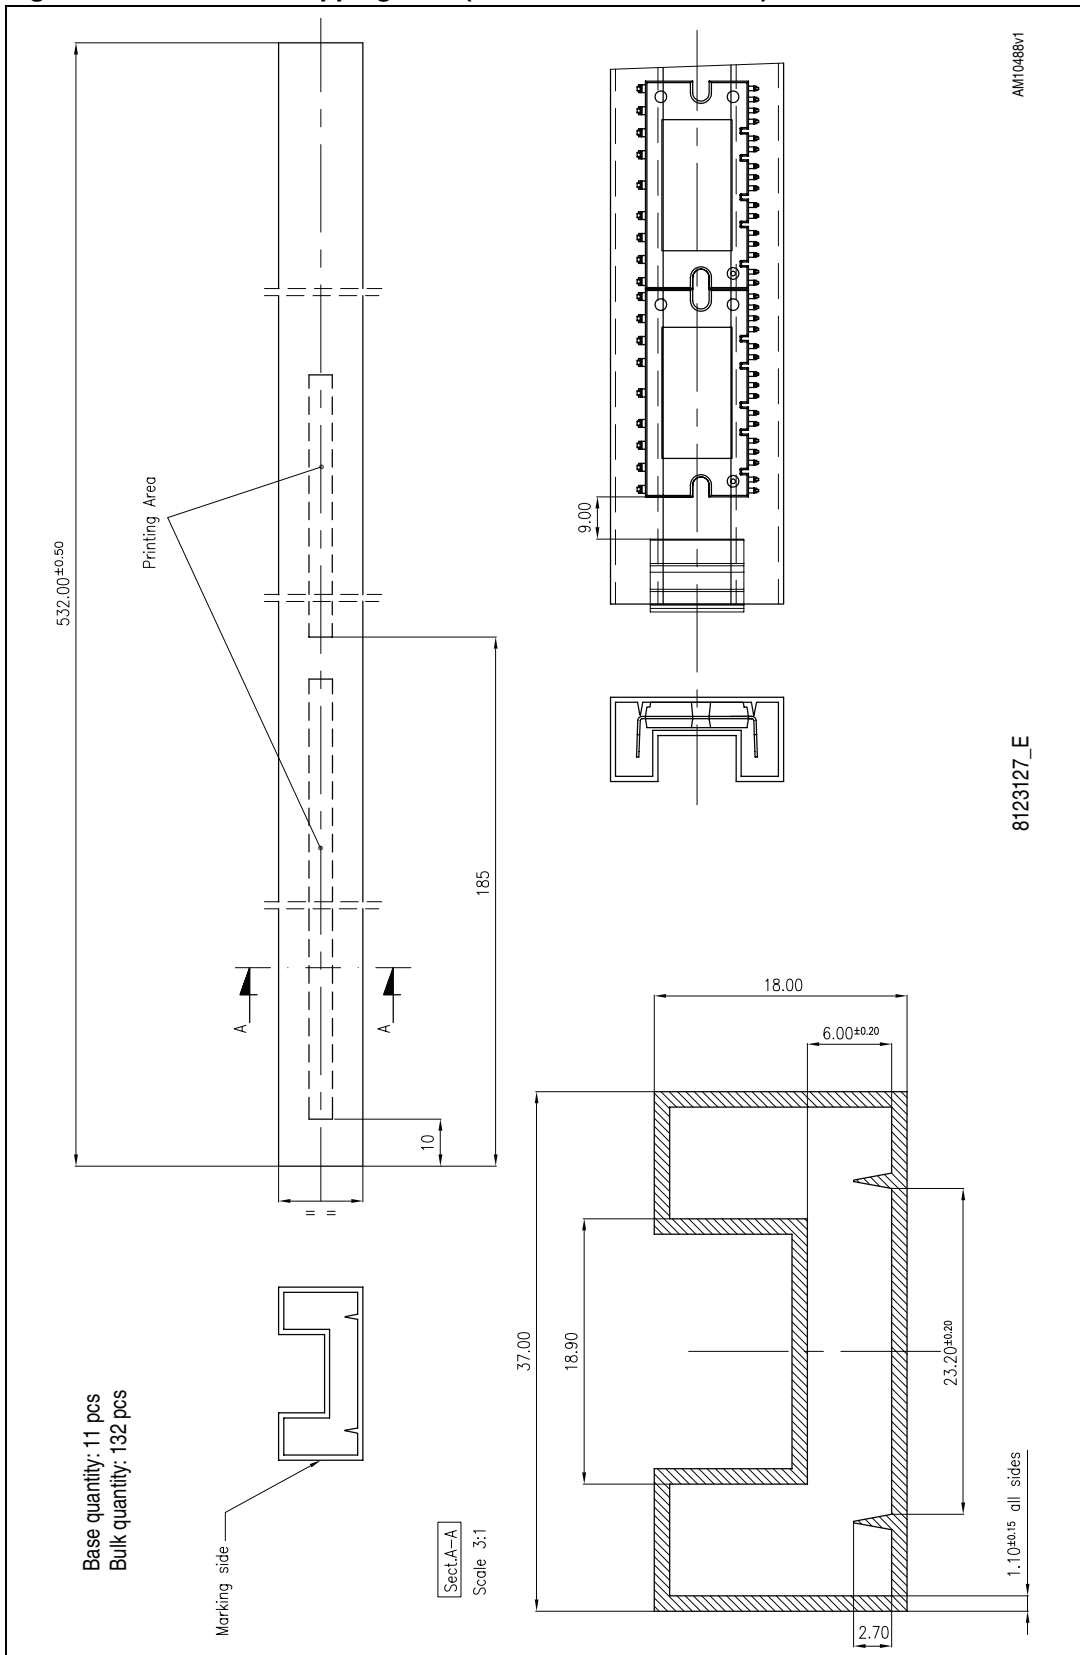 AM10488v1
532.00±0.50
Printing Area
185
10
A
A
= =
9.00
8123127_E
Base quantity: 11 pcs
Bulk quantity: 132 pcs
Marking side
Sect.A-A
Scale 3:1
18.00
6.00±0.20
37.00
18.90
23.20±0.20
1.10±0.15 all sides
2.70